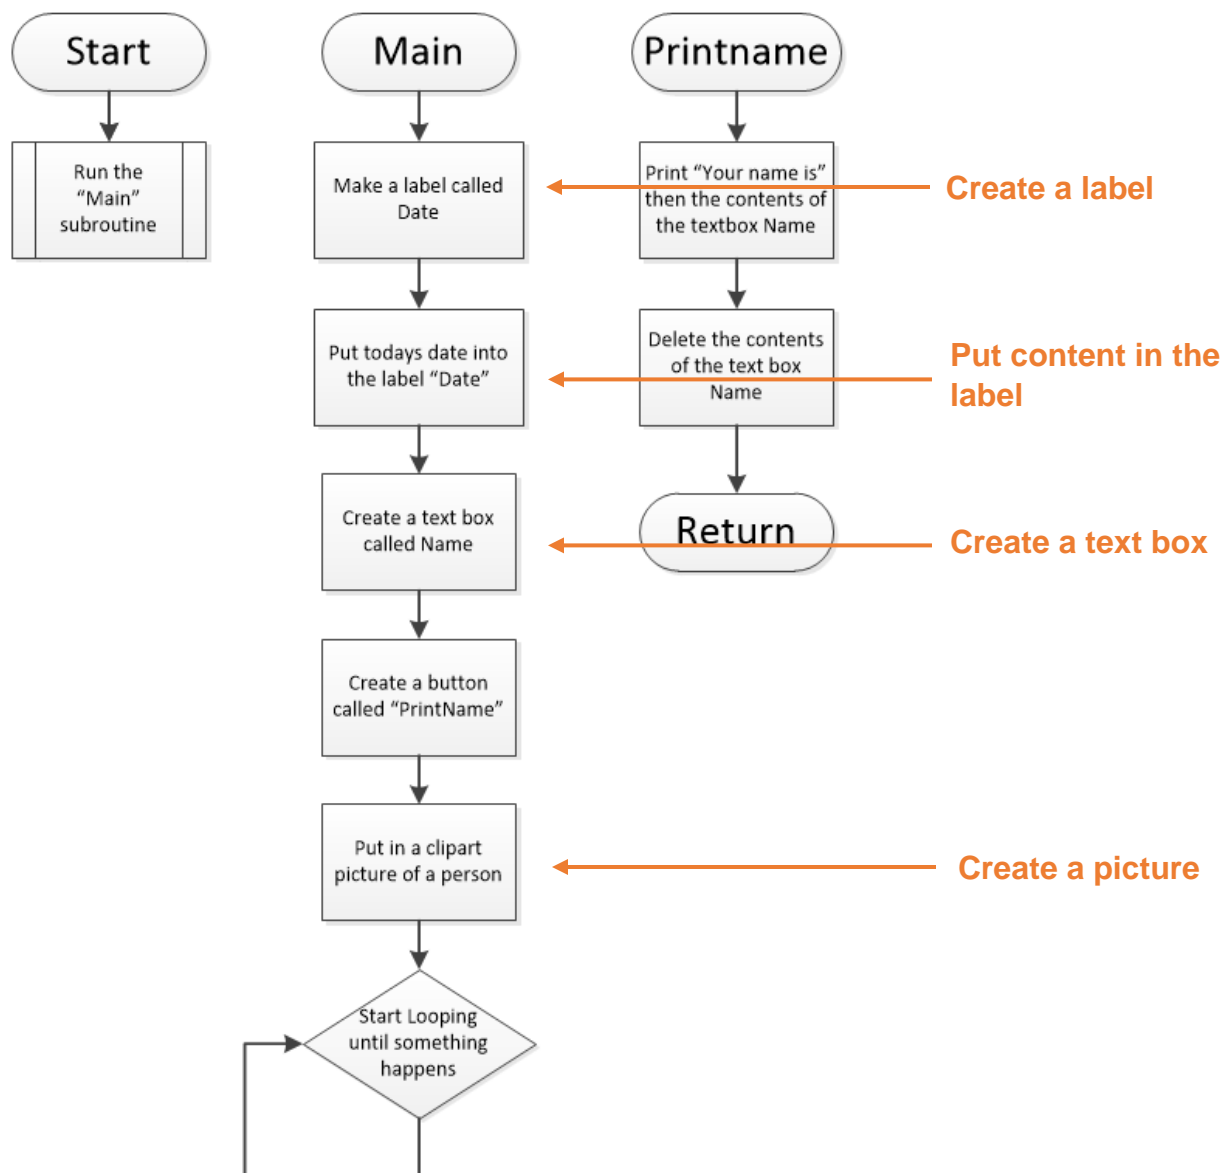 Start
Run the
“Main”
subroutine
Main
Make a label called
Date
Put todays date into
the label “Date”
Create a text box
called Name
Create a button
called “PrintName”
Put in a clipart
picture of a person
Start Looping
until something
happens
Printname
Print “Your name is”
then the contents of
the textbox Name
Delete the contents
of the text box
Name
Return
Create a label
Put content in the
label
Create a text box
Create a picture